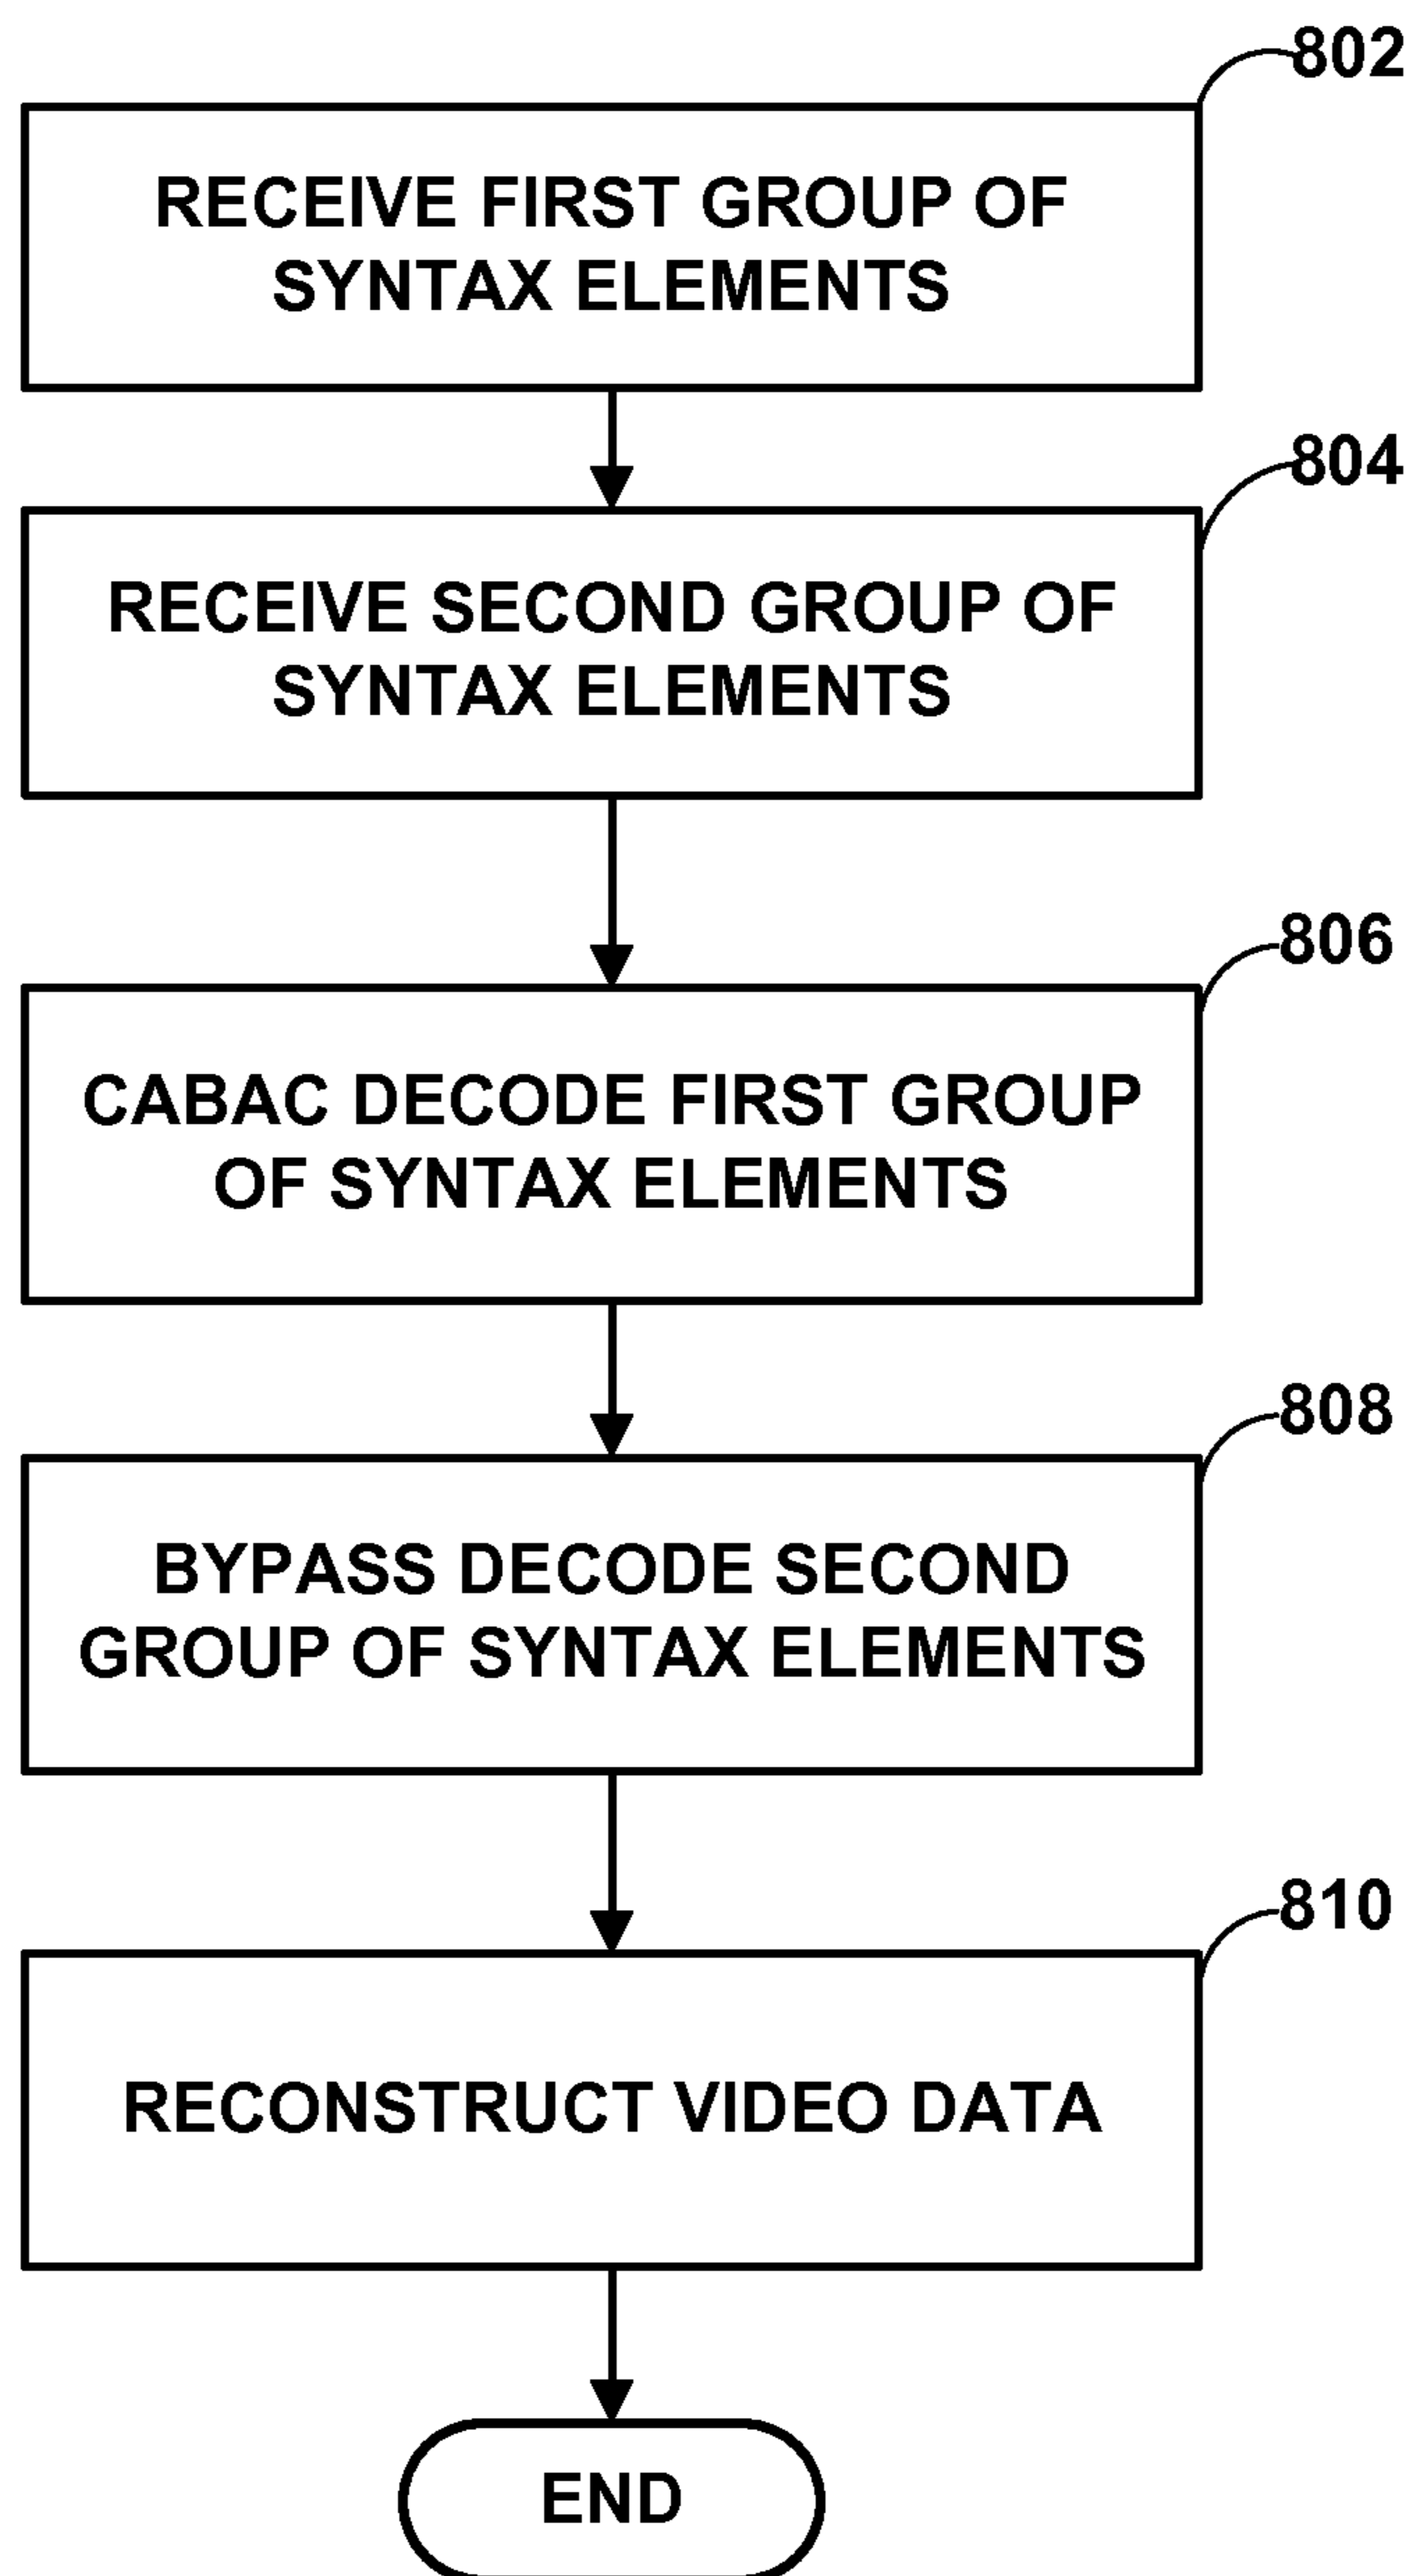 802
RECEIVE FIRST GROUP OF
SYNTAX ELEMENTS
804
RECEIVE SECOND GROUP OF
SYNTAX ELEMENTS
806
CABAC DECODE FIRST GROUP
OF SYNTAX ELEMENTS
808
BYPASS DECODE SECOND
GROUP OF SYNTAX ELEMENTS
810
RECONSTRUCT VIDEO DATA
END